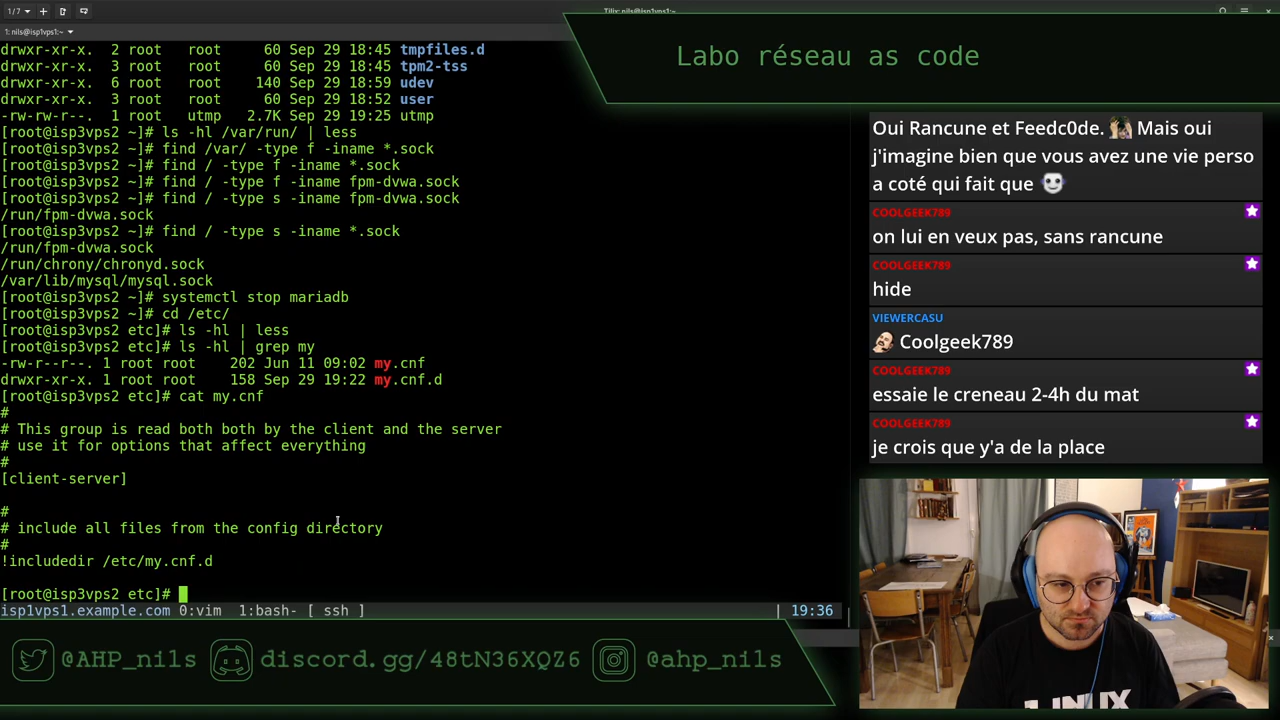 1/7
Tilix: nils@isp1vps1:~
1: nils@isp1vps1:~
drwxr-xr-x. 2 root root 60 Sep 29 18:45 tmpfiles.d
drwxr-xr-x. 3 root root 60 Sep 29 18:45 tpm2-tss
drwxr-xr-x. 6 root root 140 Sep 29 18:59 udev
drwxr-xr-x. 3 root root 60 Sep 29 18:52 user
-rw-rw-r--. 1 root utmp 2.7K Sep 29 19:25 utmp
[root@isp3vps2 ~]# ls -hl /var/run/ | less
[root@isp3vps2 ~]# find /var/ -type f -iname *.sock
[root@isp3vps2 ~]# find / -type f -iname *.sock
[root@isp3vps2 ~]# find / -type f -iname fpm-dvwa.sock
[root@isp3vps2 ~]# find / -type s -iname fpm-dvwa.sock
/run/fpm-dvwa.sock
[root@isp3vps2 ~]# find / -type s -iname *.sock
/run/fpm-dvwa.sock
/run/chrony/chronyd.sock
/var/lib/mysql/mysql.sock
[root@isp3vps2 ~]# systemctl stop mariadb
[root@isp3vps2 ~]# cd /etc/
[root@isp3vps2 etc]# ls -hl | less
[root@isp3vps2 etc]# ls -hl | grep my
-rw-r--r--. 1 root root 202 Jun 11 09:02 my.cnf
drwxr-xr-x. 1 root root 158 Sep 29 19:22 my.cnf.d
[root@isp3vps2 etc]# cat my.cnf
#
# This group is read both both by the client and the server
# use it for options that affect everything
#
[client-server]
#
# include all files from the config directory
#
!includedir /etc/my.cnf.d
[root@isp3vps2 etc]#
isp1vps1.example.com 0:vim 1:bash- [ ssh ] | 19:36
Labo réseau as code
Oui Rancune et Feedc0de. Mais oui
j'imagine bien que vous avez une vie perso
a coté qui fait que
COOLGEEK789
on lui en veux pas, sans rancune
COOLGEEK789
hide
VIEWERCASU
Coolgeek789
COOLGEEK789
essaie le creneau 2-4h du mat
COOLGEEK789
je crois que y'a de la place
@AHP_nils discord.gg/48tN36XQZ6 @ahp_nils